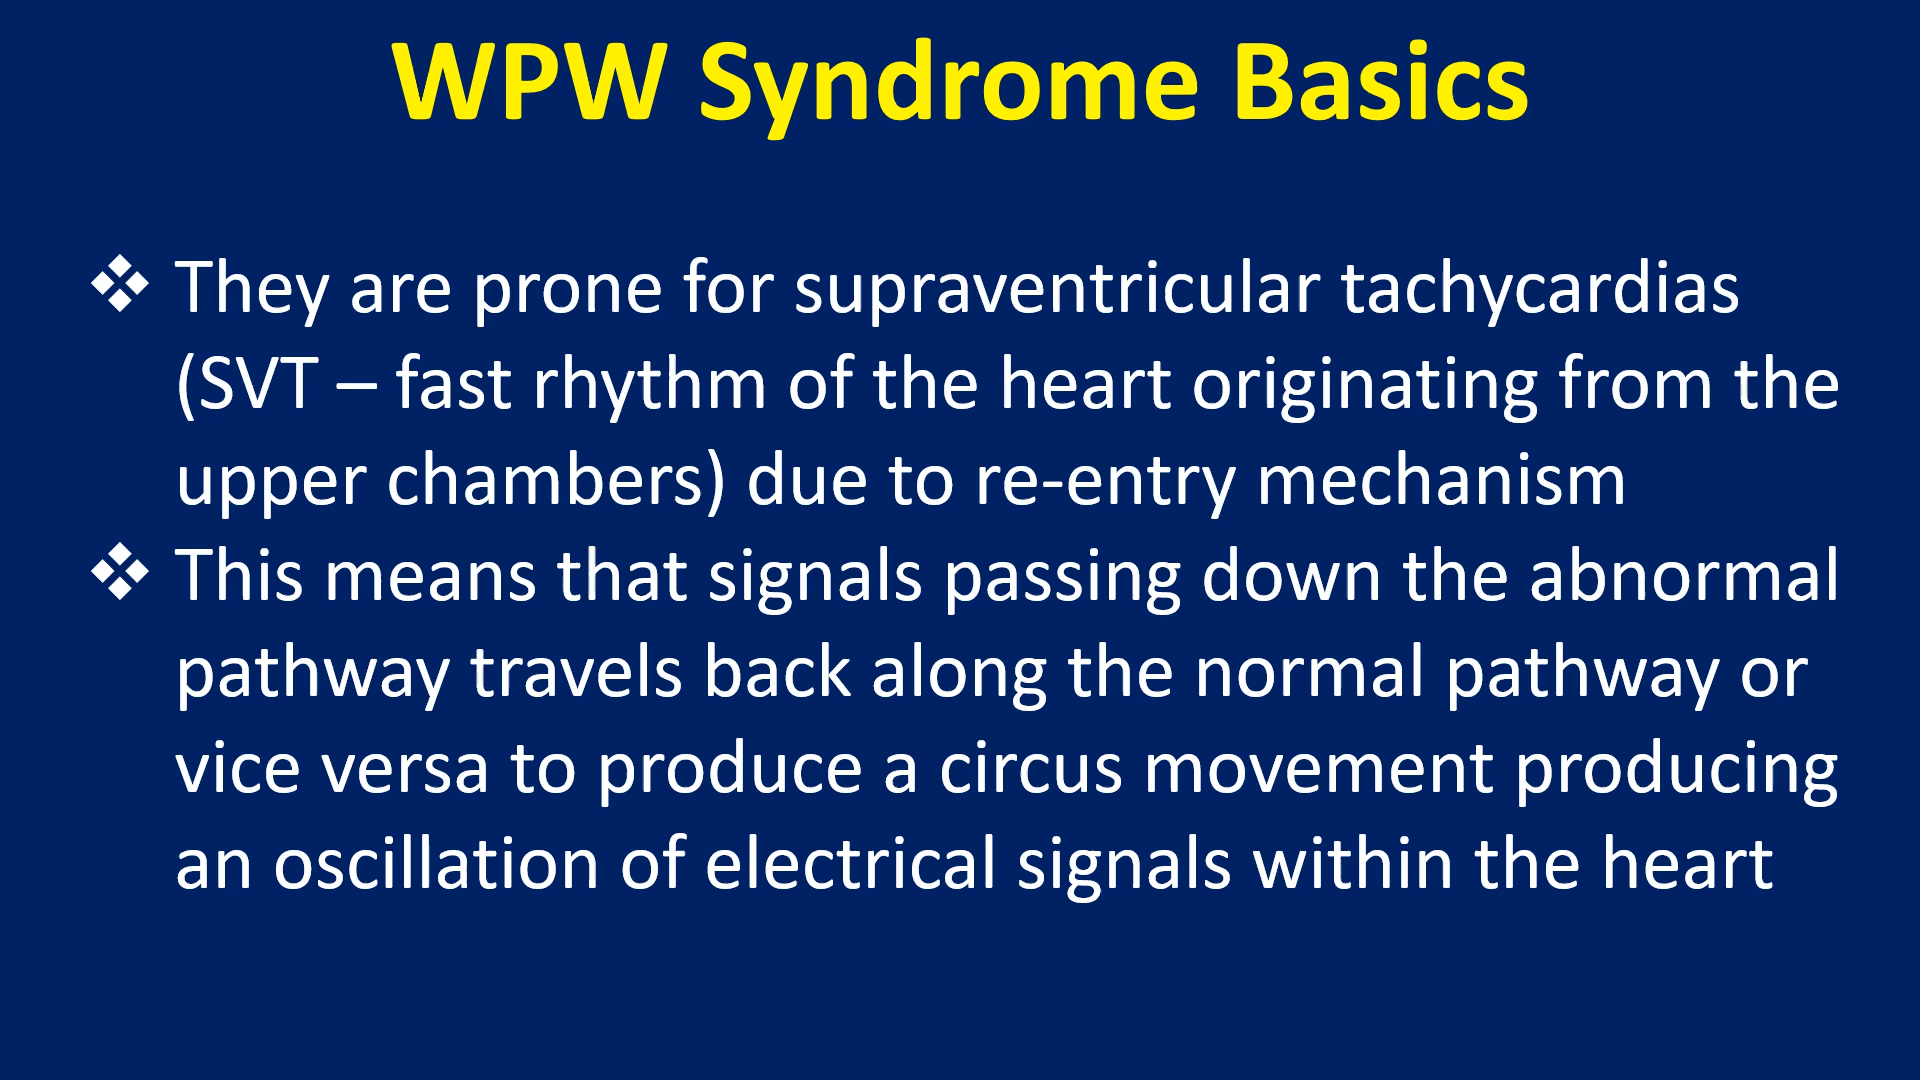 WPW Syndrome Basics
❖ They are prone for supraventricular tachycardias
(SVT – fast rhythm of the heart originating from the
upper chambers) due to re-entry mechanism
❖ This means that signals passing down the abnormal
pathway travels back along the normal pathway or
vice versa to produce a circus movement producing
an oscillation of electrical signals within the heart